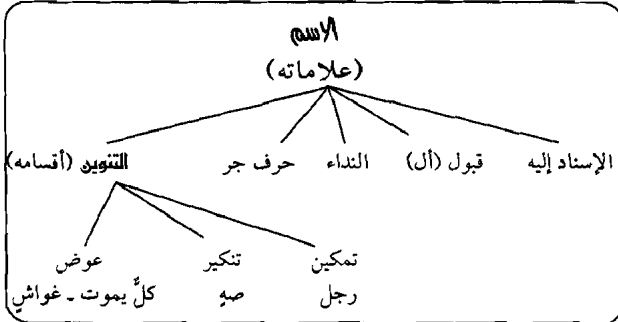 الاسم
(علاماته)
الإسناد إليه قبول (أل) النداء حرف جر التنوين (أقسامه)
تمكين تنكير عوض
رجل صهٍ كلٌّ يموت - غواشٍ